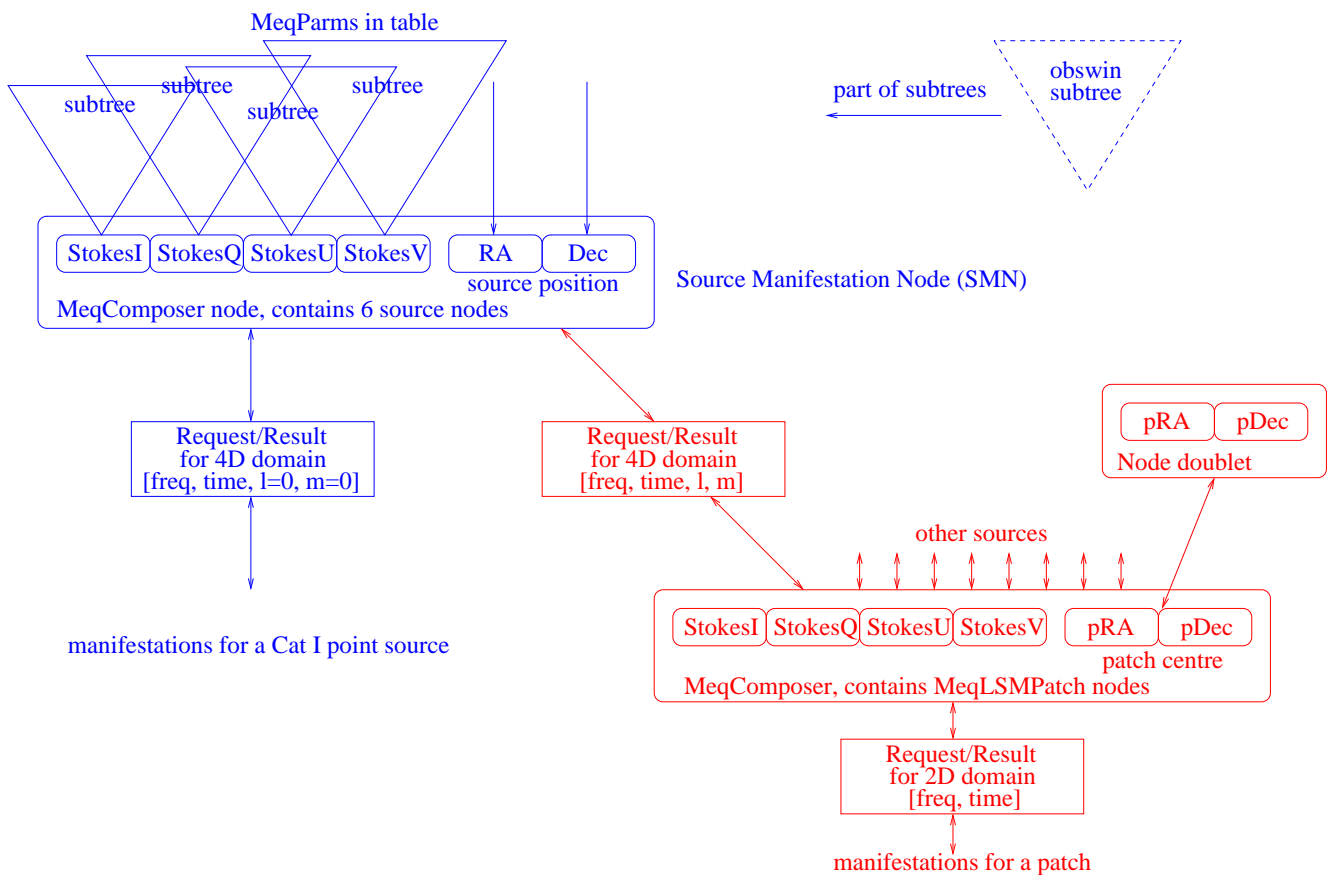 MeqParms in table
subtree
subtree
subtree
subtree
part of subtrees
obswin
subtree
StokesI StokesQ StokesU StokesV RA Dec
source position
MeqComposer node, contains 6 source nodes
Source Manifestation Node (SMN)
Request/Result
for 4D domain
[freq, time, l=0, m=0]
Request/Result
for 4D domain
[freq, time, l, m]
pRA pDec
Node doublet
other sources
manifestations for a Cat I point source
StokesI StokesQ StokesU StokesV pRA pDec
patch centre
MeqComposer, contains MeqLSMPatch nodes
Request/Result
for 2D domain
[freq, time]
manifestations for a patch